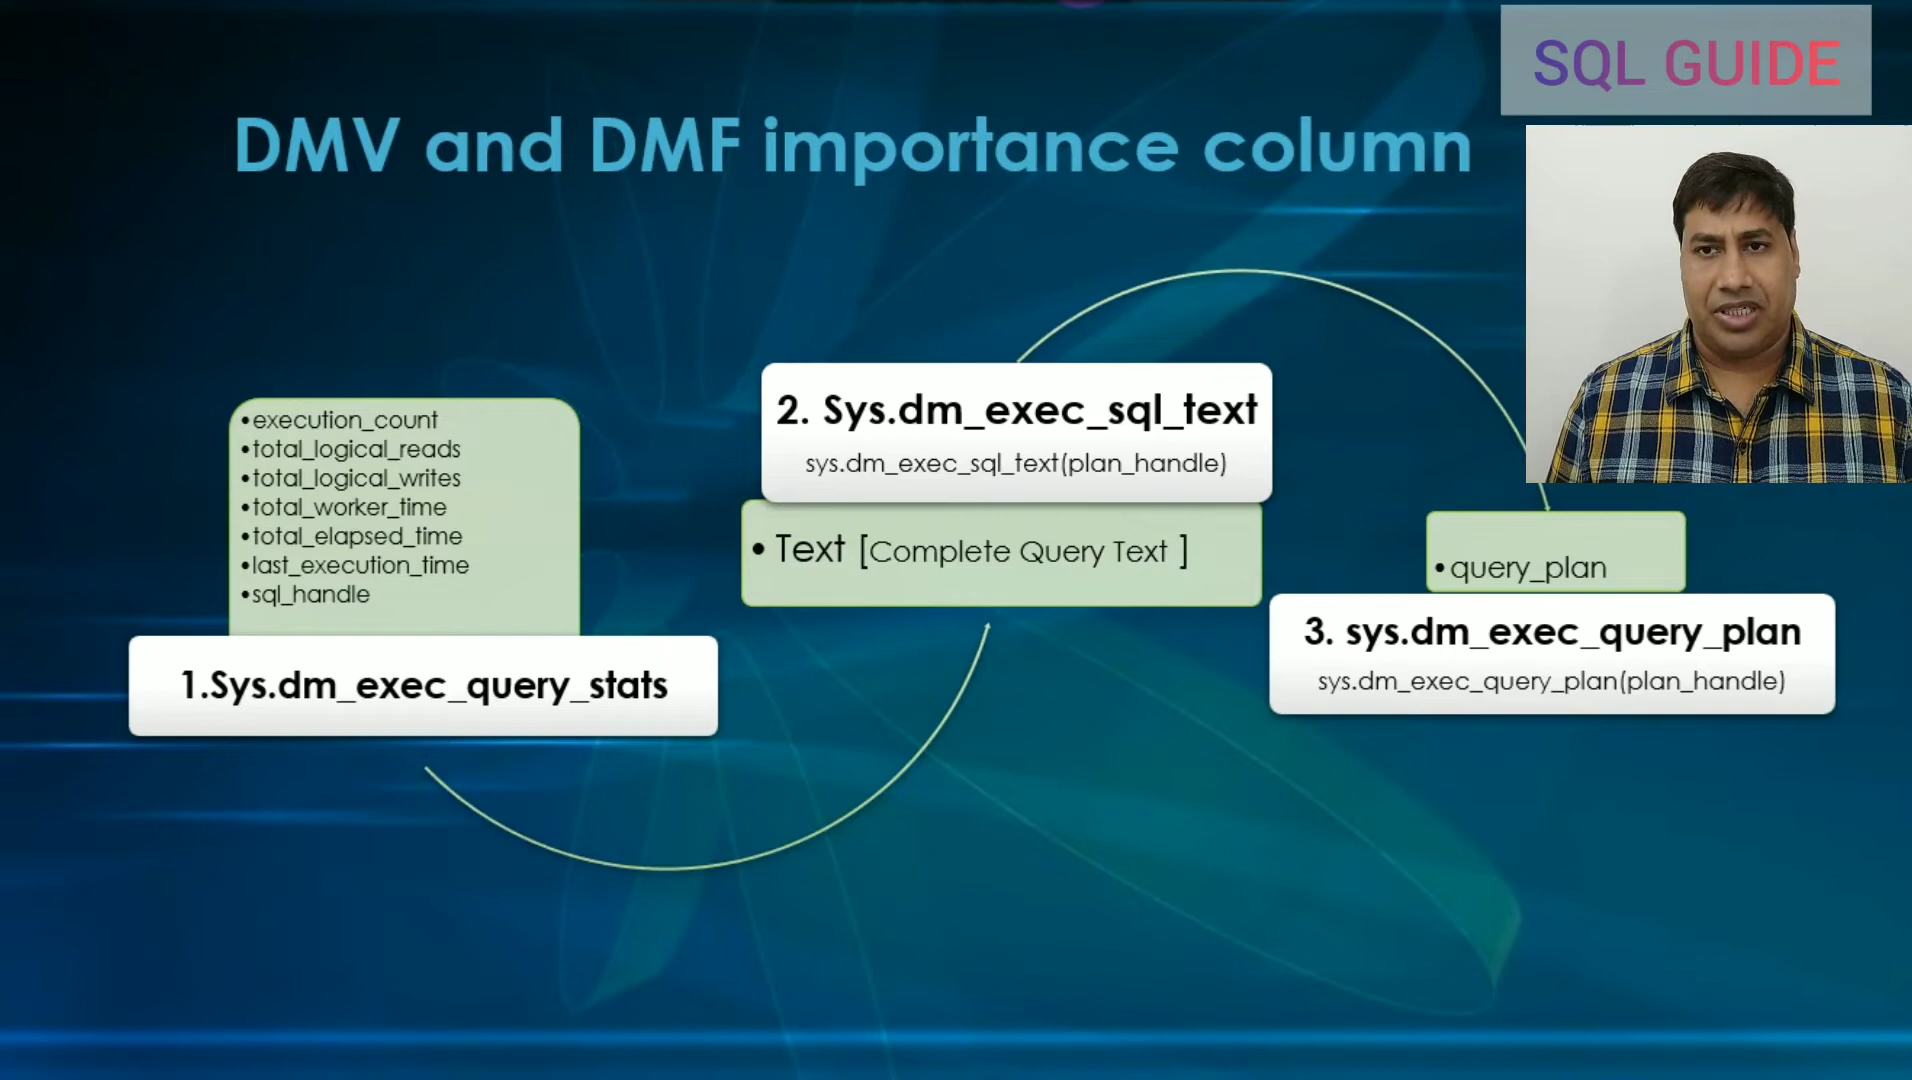 SQL GUIDE
DMV and DMF importance column
•execution_count
•total_logical_reads
•total_logical_writes
•total_worker_time
•total_elapsed_time
•last_execution_time
•sql_handle
1.Sys.dm_exec_query_stats
2. Sys.dm_exec_sql_text
sys.dm_exec_sql_text(plan_handle)
• Text [Complete Query Text ]
•query_plan
3. sys.dm_exec_query_plan
sys.dm_exec_query_plan(plan_handle)